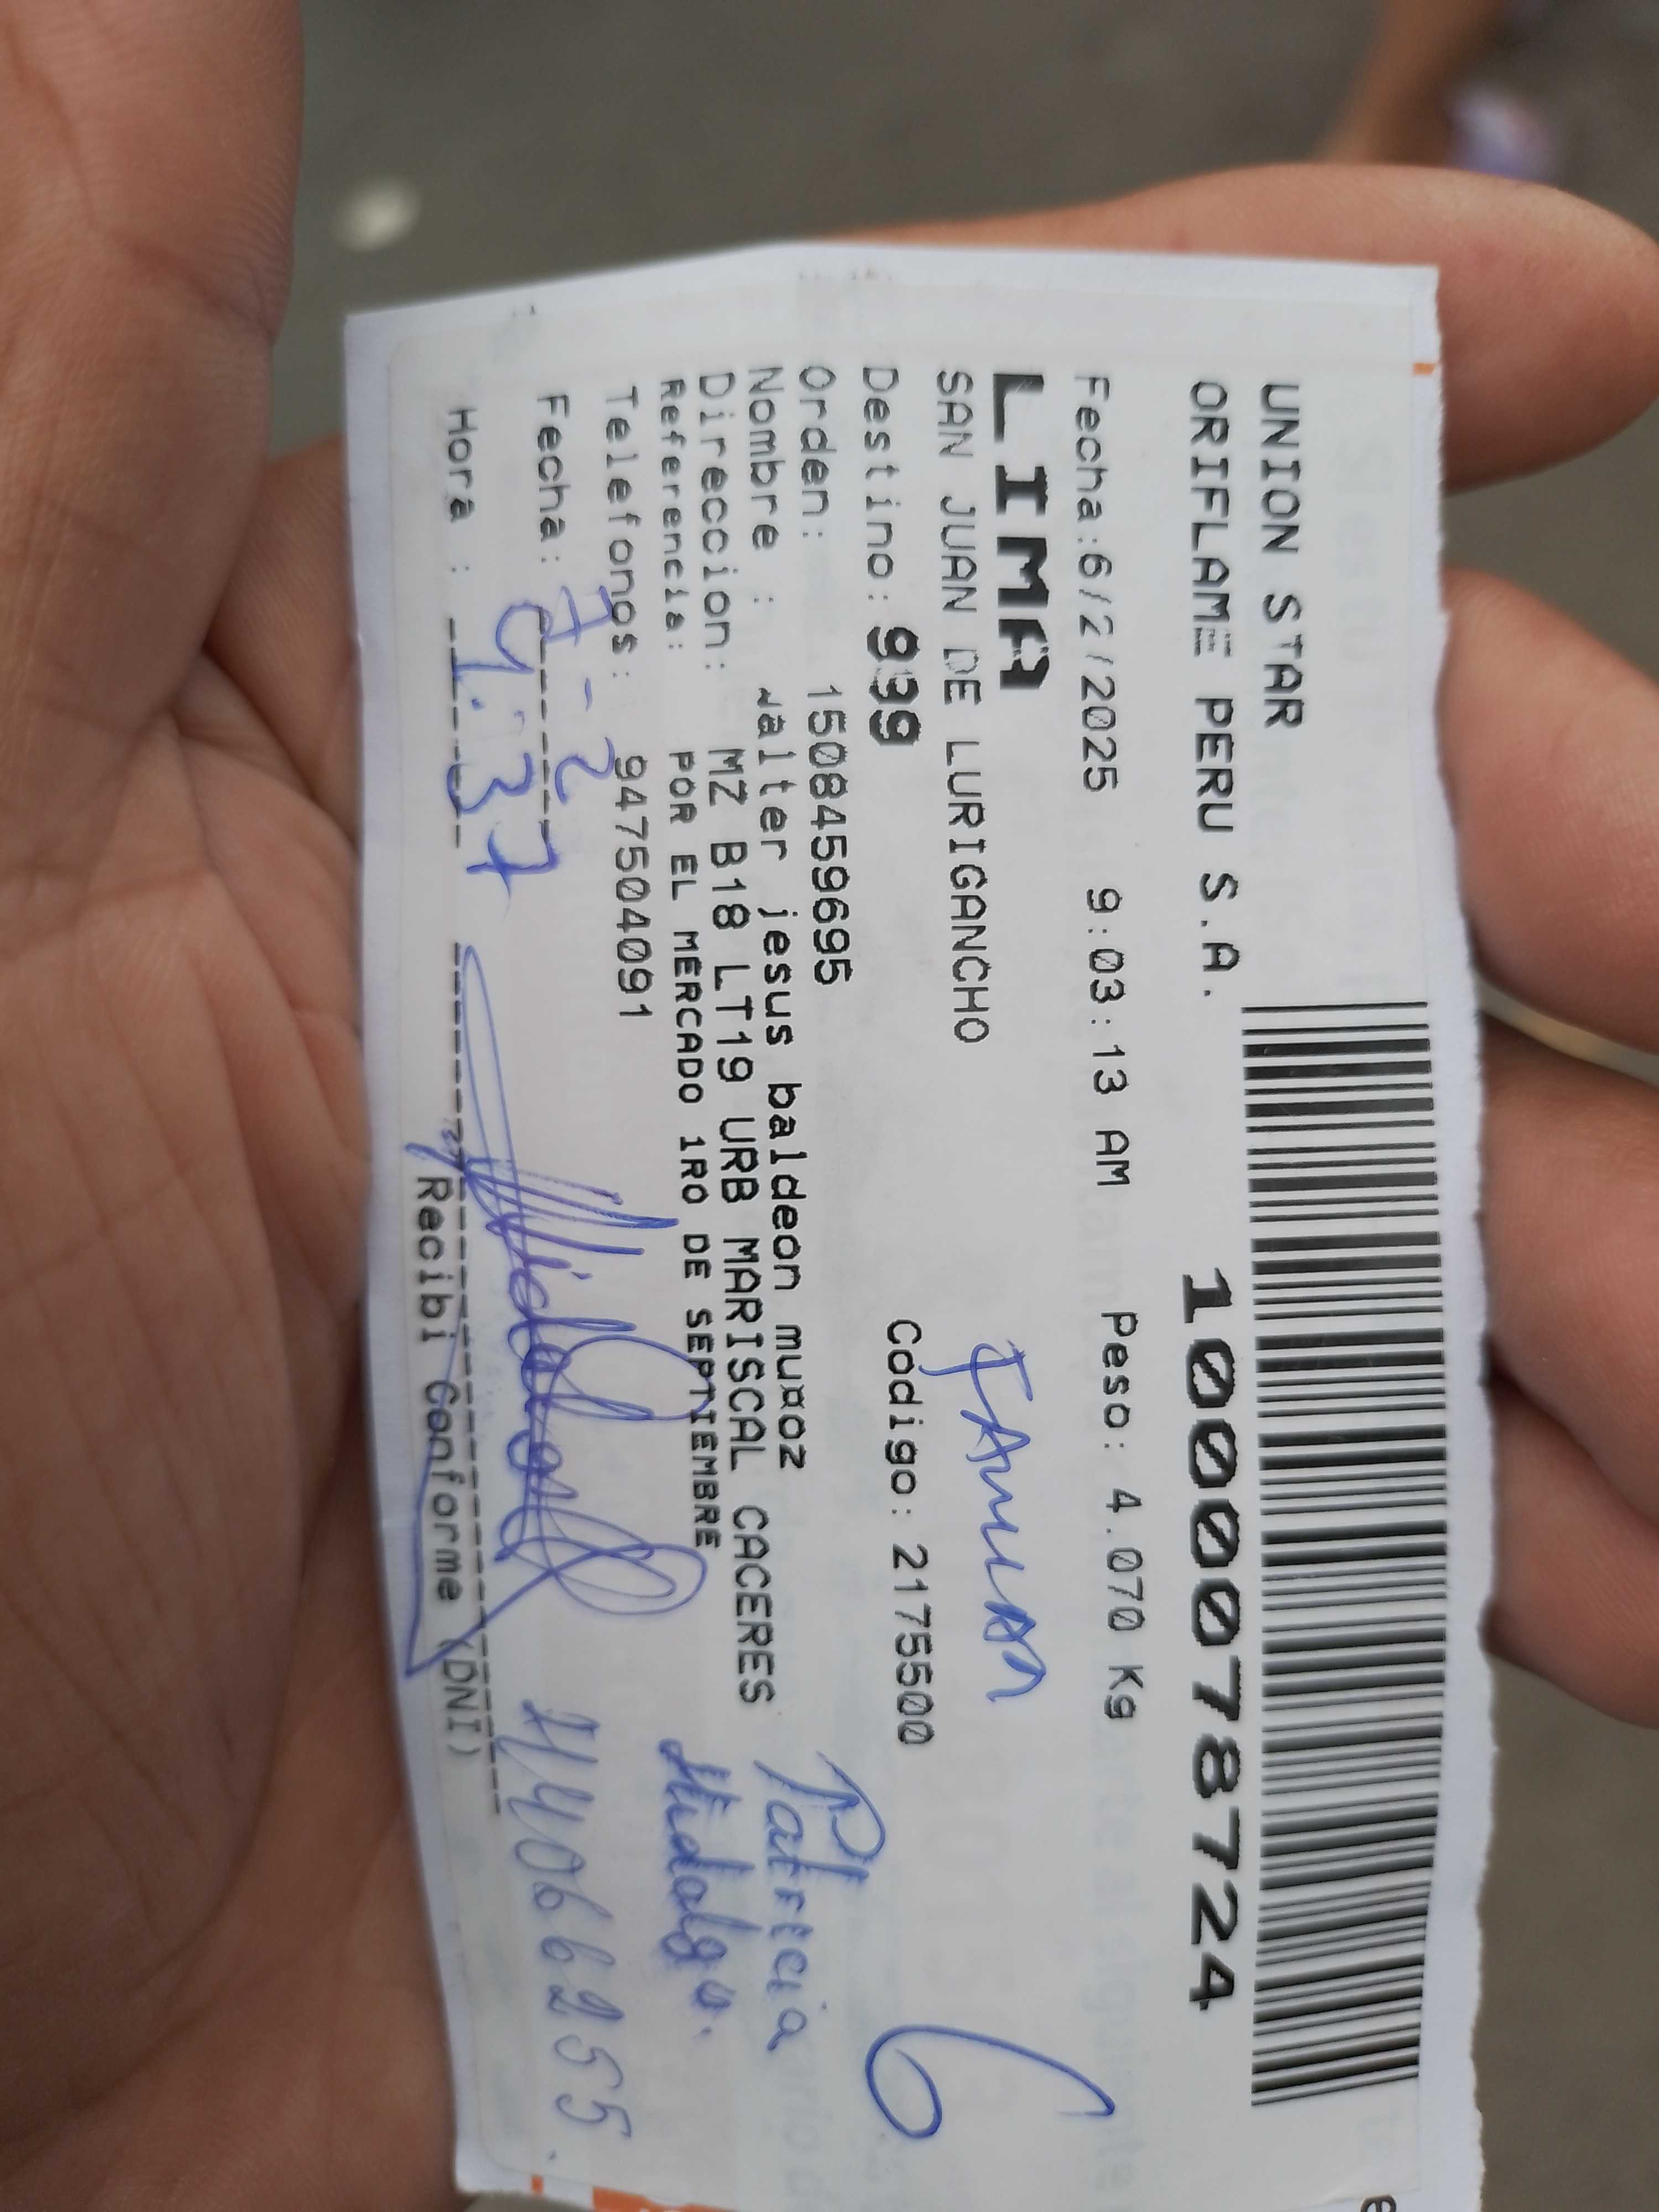 UNION STAR
ORIFLAME PERU S.A.
1000078724
Fecha:6/2/2025 9:03:13 AM Peso: 4.070 Kg
LIMA
SAN JUAN DE LURIGANCHO
Destino: 999 Codigo: 2175500
6
Orden: 1508459695
Nombre : Walter jesus baldeon muñoz
Direccion: MZ B18 LT19 URB MARISCAL CACERES
Referencia: POR EL MERCADO 1RO DE SEPTIEMBRE
Patricia
Hidalgo.
Telefonos: 947504091
Fecha: 7-2
Hora : 4:37
44066255
Recibi Conforme (DNI)